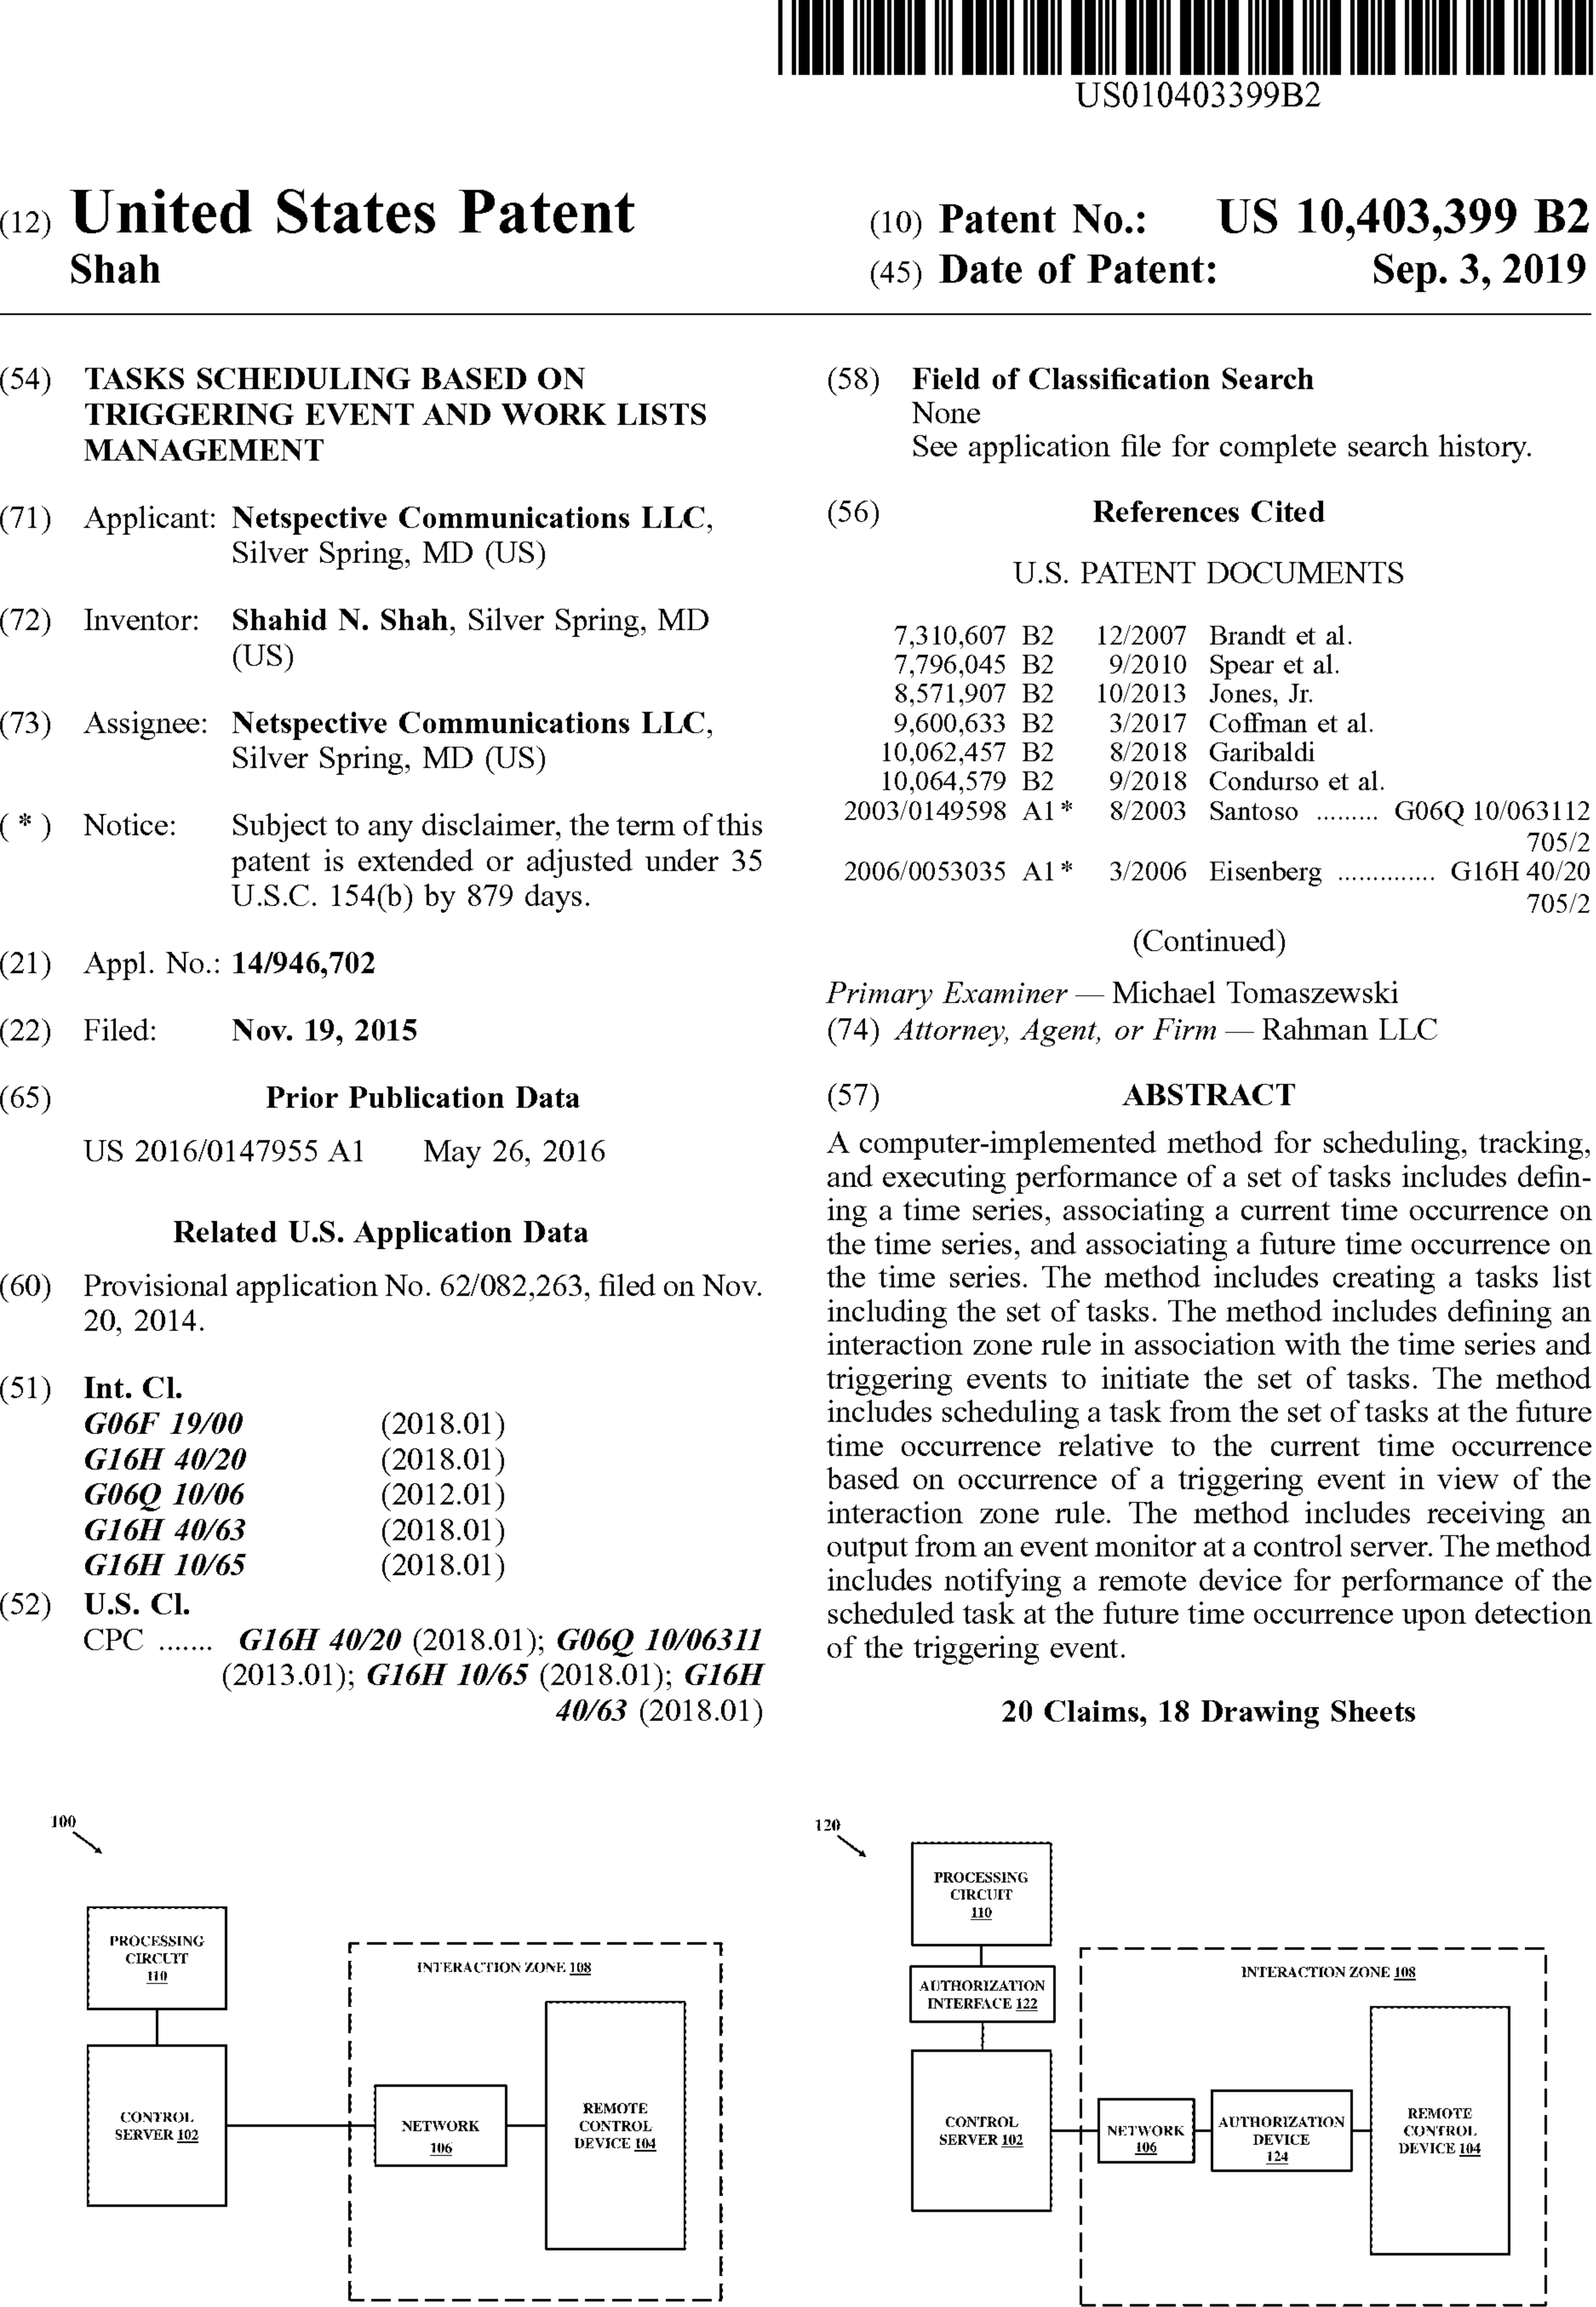 US010403399B2
(12) United States Patent
Shah
(10) Patent No.: US 10,403,399 B2
(45) Date of Patent: Sep. 3, 2019
(54) TASKS SCHEDULING BASED ON
TRIGGERING EVENT AND WORK LISTS
MANAGEMENT
(71) Applicant: Netspective Communications LLC,
Silver Spring, MD (US)
(72) Inventor: Shahid N. Shah, Silver Spring, MD
(US)
(73) Assignee: Netspective Communications LLC,
Silver Spring, MD (US)
( * ) Notice: Subject to any disclaimer, the term of this
patent is extended or adjusted under 35
U.S.C. 154(b) by 879 days.
(21) Appl. No.: 14/946,702
(22) Filed: Nov. 19, 2015
(65) Prior Publication Data
US 2016/0147955 A1 May 26, 2016
Related U.S. Application Data
(60) Provisional application No. 62/082,263, filed on Nov.
20, 2014.
(51) Int. Cl.
G06F 19/00 (2018.01)
G16H 40/20 (2018.01)
G06Q 10/06 (2012.01)
G16H 40/63 (2018.01)
G16H 10/65 (2018.01)
(52) U.S. Cl.
CPC ....... G16H 40/20 (2018.01); G06Q 10/06311
(2013.01); G16H 10/65 (2018.01); G16H
40/63 (2018.01)
(58) Field of Classification Search
None
See application file for complete search history.
(56) References Cited
U.S. PATENT DOCUMENTS
7,310,607 B2 12/2007 Brandt et al.
7,796,045 B2 9/2010 Spear et al.
8,571,907 B2 10/2013 Jones, Jr.
9,600,633 B2 3/2017 Coffman et al.
10,062,457 B2 8/2018 Garibaldi
10,064,579 B2 9/2018 Condurso et al.
2003/0149598 A1* 8/2003 Santoso ......... G06Q 10/063112
705/2
2006/0053035 A1* 3/2006 Eisenberg .............. G16H 40/20
705/2
(Continued)
Primary Examiner — Michael Tomaszewski
(74) Attorney, Agent, or Firm — Rahman LLC
(57) ABSTRACT
A computer-implemented method for scheduling, tracking,
and executing performance of a set of tasks includes defin-
ing a time series, associating a current time occurrence on
the time series, and associating a future time occurrence on
the time series. The method includes creating a tasks list
including the set of tasks. The method includes defining an
interaction zone rule in association with the time series and
triggering events to initiate the set of tasks. The method
includes scheduling a task from the set of tasks at the future
time occurrence relative to the current time occurrence
based on occurrence of a triggering event in view of the
interaction zone rule. The method includes receiving an
output from an event monitor at a control server. The method
includes notifying a remote device for performance of the
scheduled task at the future time occurrence upon detection
of the triggering event.
20 Claims, 18 Drawing Sheets
100
PROCESSING
CIRCUIT
110
CONTROL
SERVER 102
INTERACTION ZONE 108
NETWORK
106
REMOTE
CONTROL
DEVICE 104
120
PROCESSING
CIRCUIT
110
AUTHORIZATION
INTERFACE 122
CONTROL
SERVER 102
INTERACTION ZONE 108
NETWORK
106
AUTHORIZATION
DEVICE
124
REMOTE
CONTROL
DEVICE 104